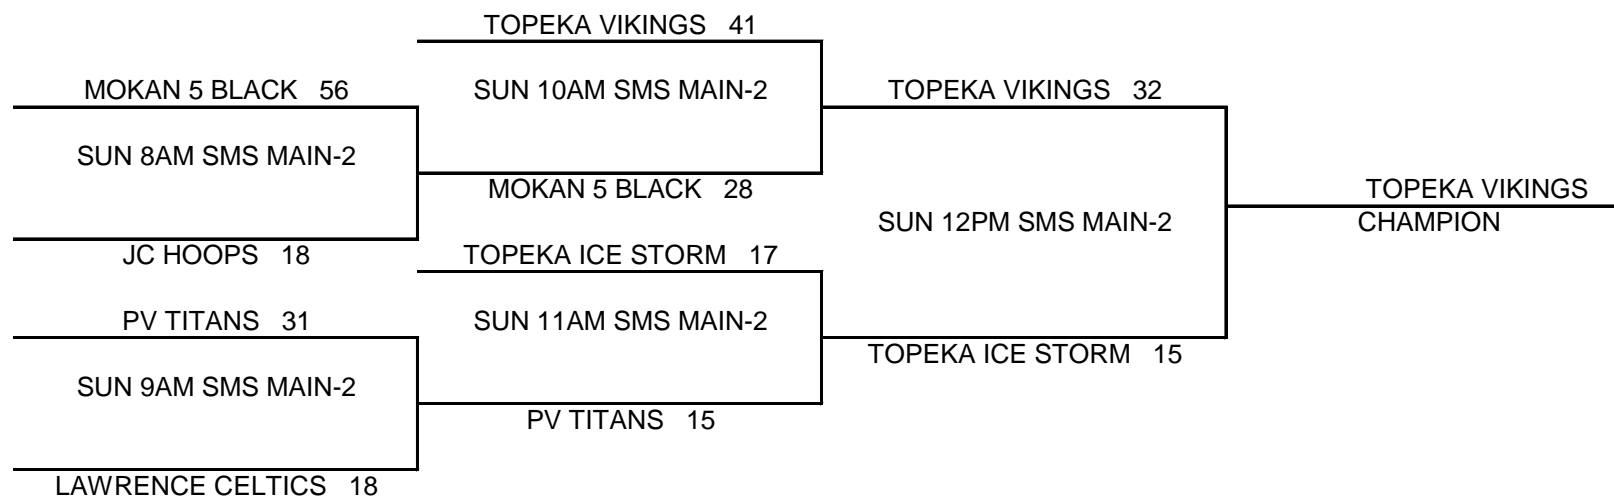 TOPEKA VIKINGS 41
MOKAN 5 BLACK 56
SUN 10AM SMS MAIN-2
TOPEKA VIKINGS 32
SUN 8AM SMS MAIN-2
MOKAN 5 BLACK 28
TOPEKA VIKINGS
SUN 12PM SMS MAIN-2
CHAMPION
JC HOOPS 18
TOPEKA ICE STORM 17
PV TITANS 31
SUN 11AM SMS MAIN-2
TOPEKA ICE STORM 15
SUN 9AM SMS MAIN-2
PV TITANS 15
LAWRENCE CELTICS 18